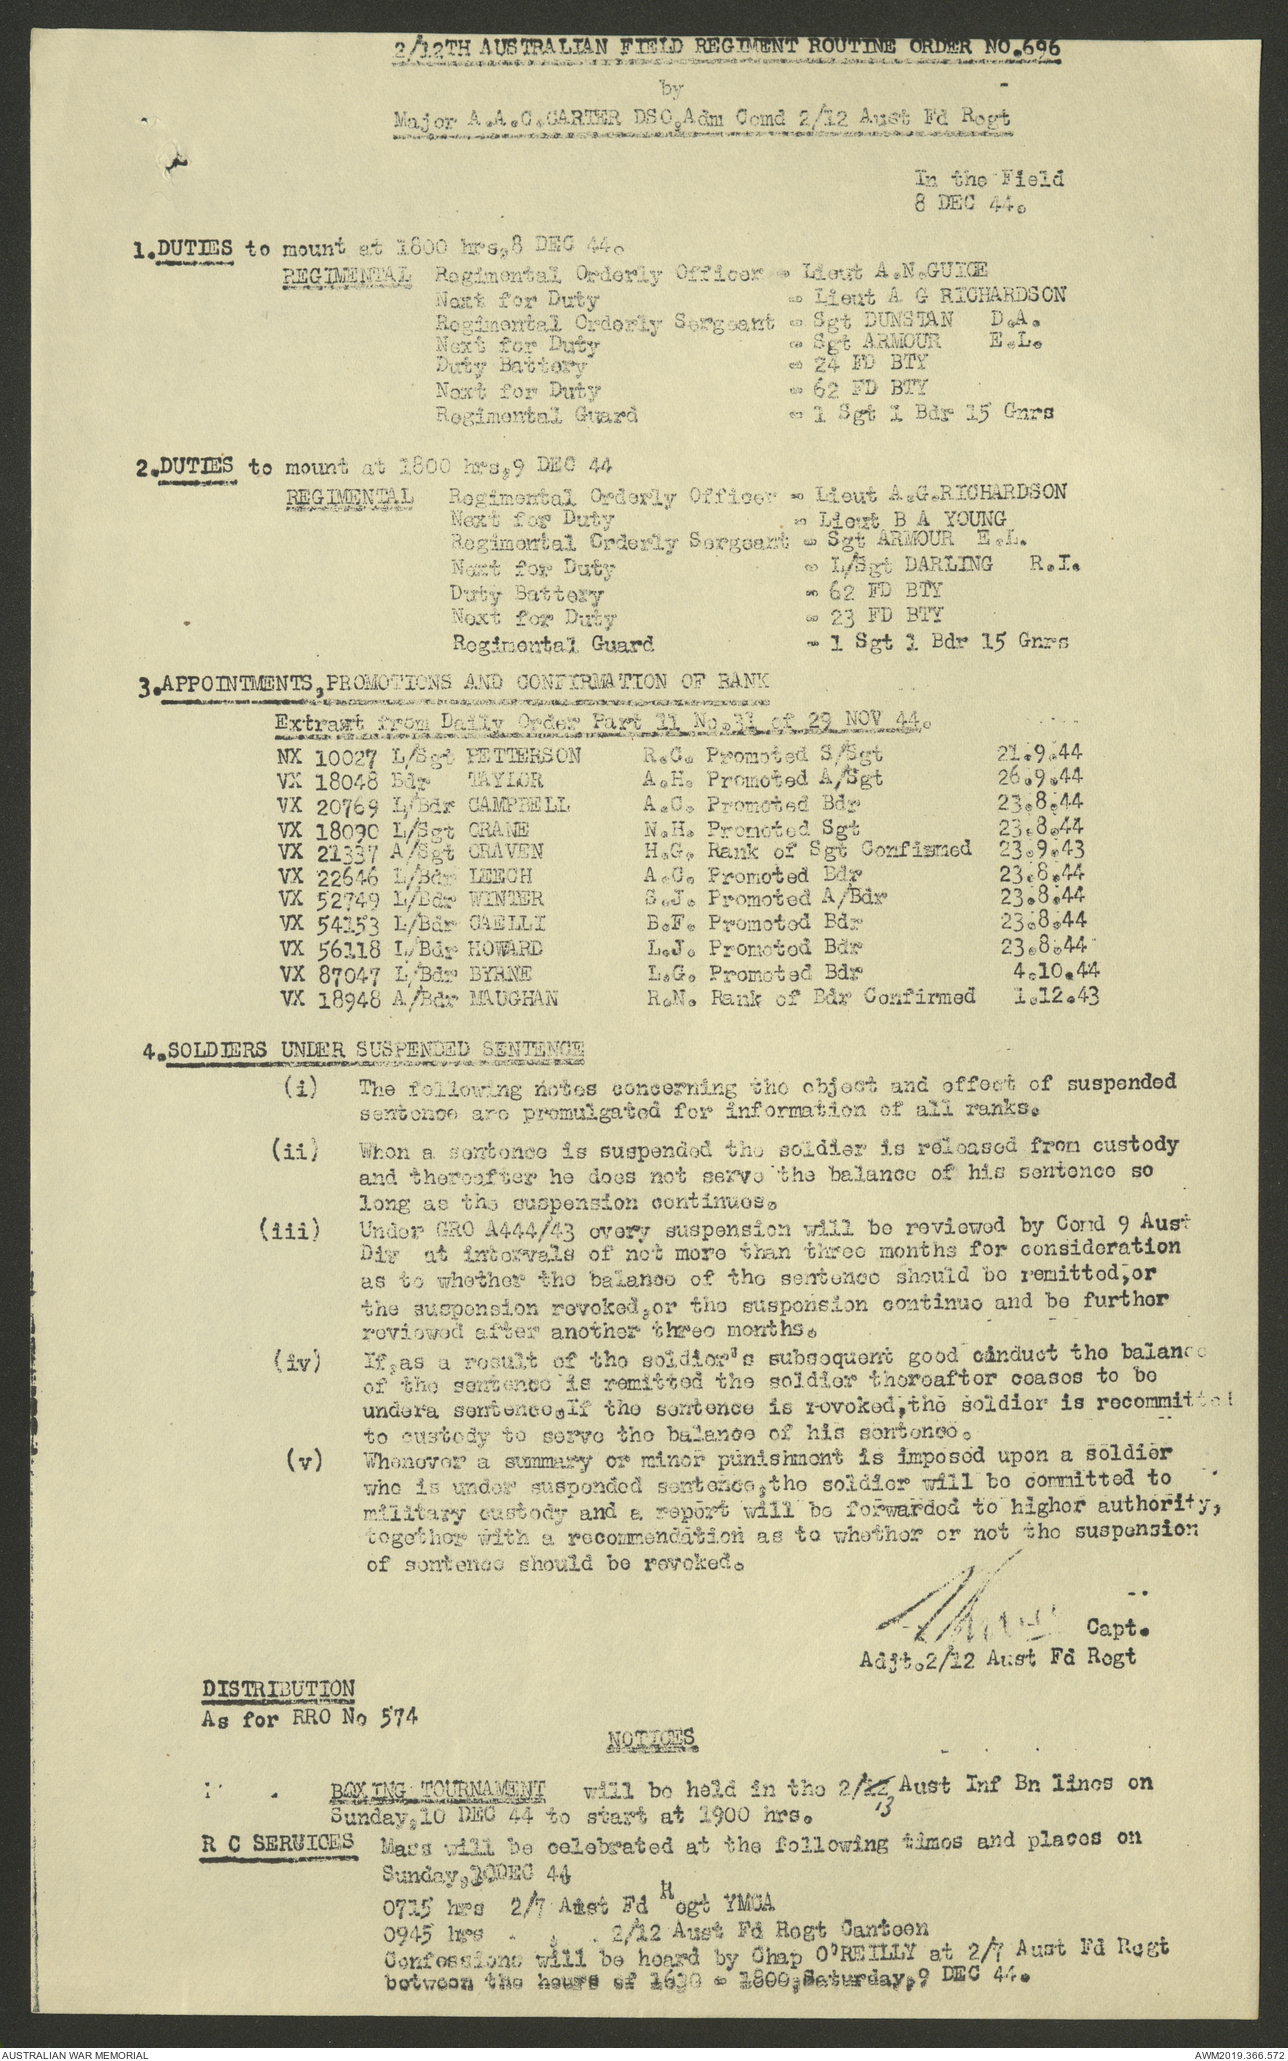 2/12TH AUSTRALIAN FIELD REGIMENT ROUTINE ORDER NO.696
by
Major A.A.C.CARTER DSO,Adm Comd 2/12 Aust Fd Regt
In the Field
8 DEC 44.
1.DUTIES to mount at 1800 hrs,8 DEC 44.
REGIMENTAL Regimental Orderly Officer - Lieut A.N.GUICE
Next for Duty - Lieut A G RICHARDSON
Regimental Orderly Sergeant - Sgt DUNSTAN D.A.
Next for Duty - Sgt ARMOUR E.L.
Duty Battery - 24 FD BTY
Next for Duty - 62 FD BTY
Regimental Guard - 1 Sgt 1 Bdr 15 Gnrs
2.DUTIES to mount at 1800 hrs,9 DEC 44
REGIMENTAL Regimental Orderly Officer - Lieut A.G.RICHARDSON
Next for Duty - Lieut B A YOUNG
Regimental Orderly Sergeant - Sgt ARMOUR E.L.
Next for Duty - L/Sgt DARLING R.I.
Duty Battery - 62 FD BTY
Next for Duty - 23 FD BTY
Regimental Guard - 1 Sgt 1 Bdr 15 Gnrs
3.APPOINTMENTS,PROMOTIONS AND CONFIRMATION OF RANK
Extract from Daily Order Part 11 No.31 of 29 NOV 44.
NX 10027 L/Sgt PETTERSON R.C. Promoted S/Sgt 21.9.44
VX 18048 Bdr TAYLOR A.H. Promoted A/Sgt 26.9.44
VX 20769 L/Bdr CAMPBELL A.C. Promoted Bdr 23.8.44
VX 18090 L/Sgt CRANE N.H. Promoted Sgt 23.8.44
VX 21337 A/Sgt CRAVEN H.G. Rank of Sgt Confirmed 23.9.43
VX 22646 L/Bdr LEECH A.C. Promoted Bdr 23.8.44
VX 52749 L/Bdr WINTER S.J. Promoted A/Bdr 23.8.44
VX 54153 L/Bdr CAELLI B.F. Promoted Bdr 23.8.44
VX 56118 L/Bdr HOWARD L.J. Promoted Bdr 23.8.44
VX 87047 L/Bdr BYRNE L.G. Promoted Bdr 4.10.44
VX 18948 A/Bdr MAUGHAN R.N. Rank of Bdr Confirmed 1.12.43
4.SOLDIERS UNDER SUSPENDED SENTENCE
(i) The following notes concerning the object and effect of suspended
sentence are promulgated for information of all ranks.
(ii) When a sentence is suspended the soldier is released from custody
and thereafter he does not serve the balance of his sentence so
long as the suspension continues.
(iii) Under GRO A444/43 every suspension will be reviewed by Comd 9 Aust
Div at intervals of not more than three months for consideration
as to whether the balance of the sentence should be remitted,or
the suspension revoked,or the suspension continue and be further
reviewed after another three months.
(iv) If,as a result of the soldier's subsequent good conduct the balance
of the sentence is remitted the soldier thereafter ceases to be
undera sentence.If the sentence is revoked,the soldier is recommitted
to custody to serve the balance of his sentence.
(v) Whenever a summary or minor punishment is imposed upon a soldier
who is under suspended sentence,the soldier will be committed to
military custody and a report will be forwarded to higher authority,
together with a recommendation as to whether or not the suspension
of sentence should be revoked.
Capt.
Adjt.2/12 Aust Fd Regt
DISTRIBUTION
As for RRO No 574
NOTICES
BOXING TOURNAMENT will be held in the 2/12 Aust Inf Bn lines on
13
Sunday,10 DEC 44 to start at 1900 hrs.
R C SERVICES Mass will be celebrated at the following times and places on
Sunday,10DEC 44
0715 hrs 2/7 Aust Fd Regt YMCA
0945 hrs 2/12 Aust Fd Regt Canteen
Confessions will be heard by Chap O'REILLY at 2/7 Aust Fd Regt
between the hours of 1630 - 1800,Saturday,9 DEC 44.
AUSTRALIAN WAR MEMORIAL
AWM2019.366.572